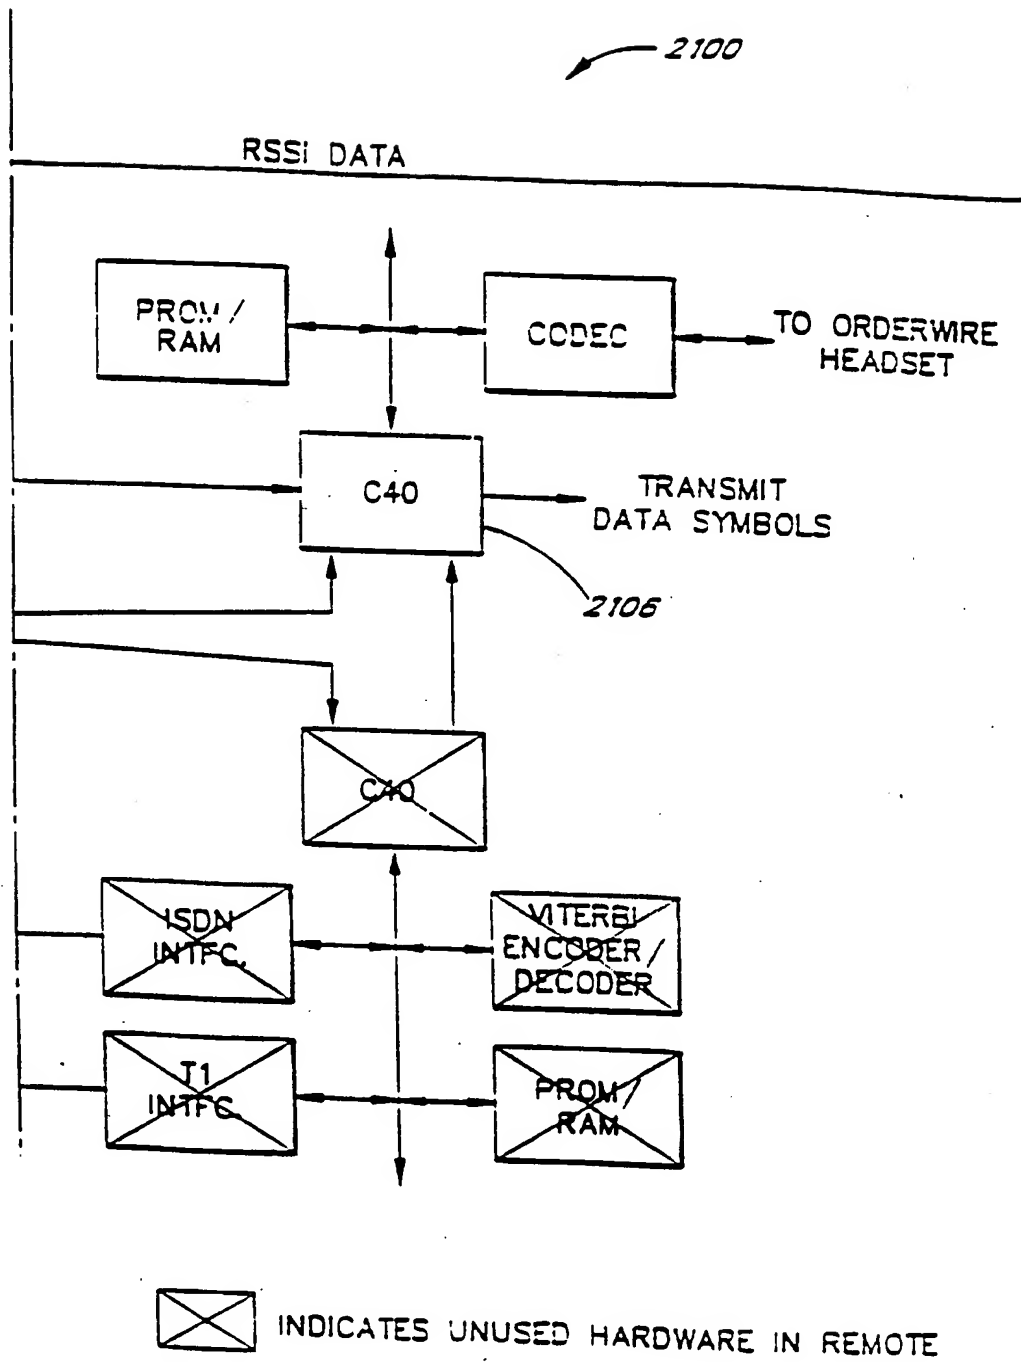 2100
RSSI DATA
PROM/
RAM
CODEC
TO ORDERWIRE
HEADSET
C40
TRANSMIT
DATA SYMBOLS
2106
C40
ISDN
INTFC.
VITERBI
ENCODER/
DECODER
T1
INTFC.
PROM/
RAM
INDICATES UNUSED HARDWARE IN REMOTE